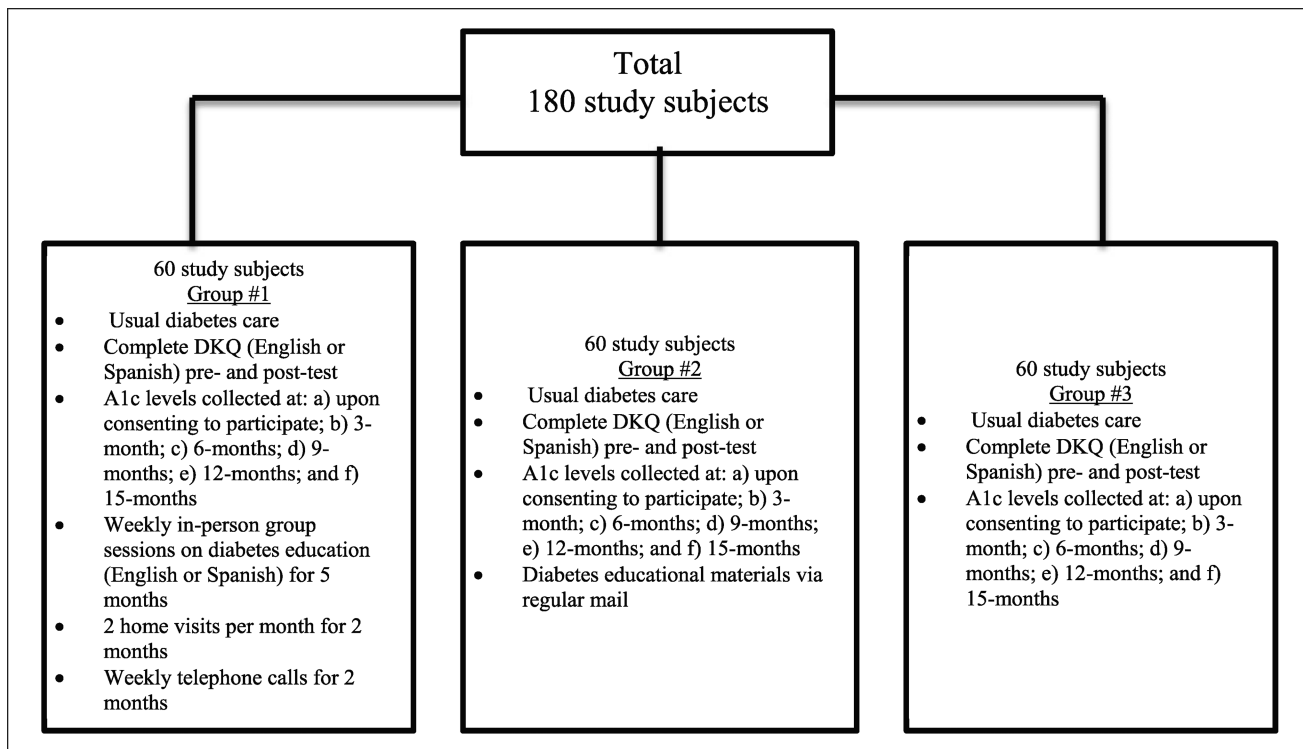 Total
180 study subjects
60 study subjects
Group #1
• Usual diabetes care
• Complete DKQ (English or
Spanish) pre- and post-test
• A1c levels collected at: a) upon
consenting to participate; b) 3-
month; c) 6-months; d) 9-
months; e) 12-months; and f)
15-months
• Weekly in-person group
sessions on diabetes education
(English or Spanish) for 5
months
• 2 home visits per month for 2
months
• Weekly telephone calls for 2
months
60 study subjects
Group #2
• Usual diabetes care
• Complete DKQ (English or
Spanish) pre- and post-test
• A1c levels collected at: a) upon
consenting to participate; b) 3-
month; c) 6-months; d) 9-months;
e) 12-months; and f) 15-months
• Diabetes educational materials via
regular mail
60 study subjects
Group #3
• Usual diabetes care
• Complete DKQ (English or
Spanish) pre- and post-test
• A1c levels collected at: a) upon
consenting to participate; b) 3-
month; c) 6-months; d) 9-
months; e) 12-months; and f)
15-months